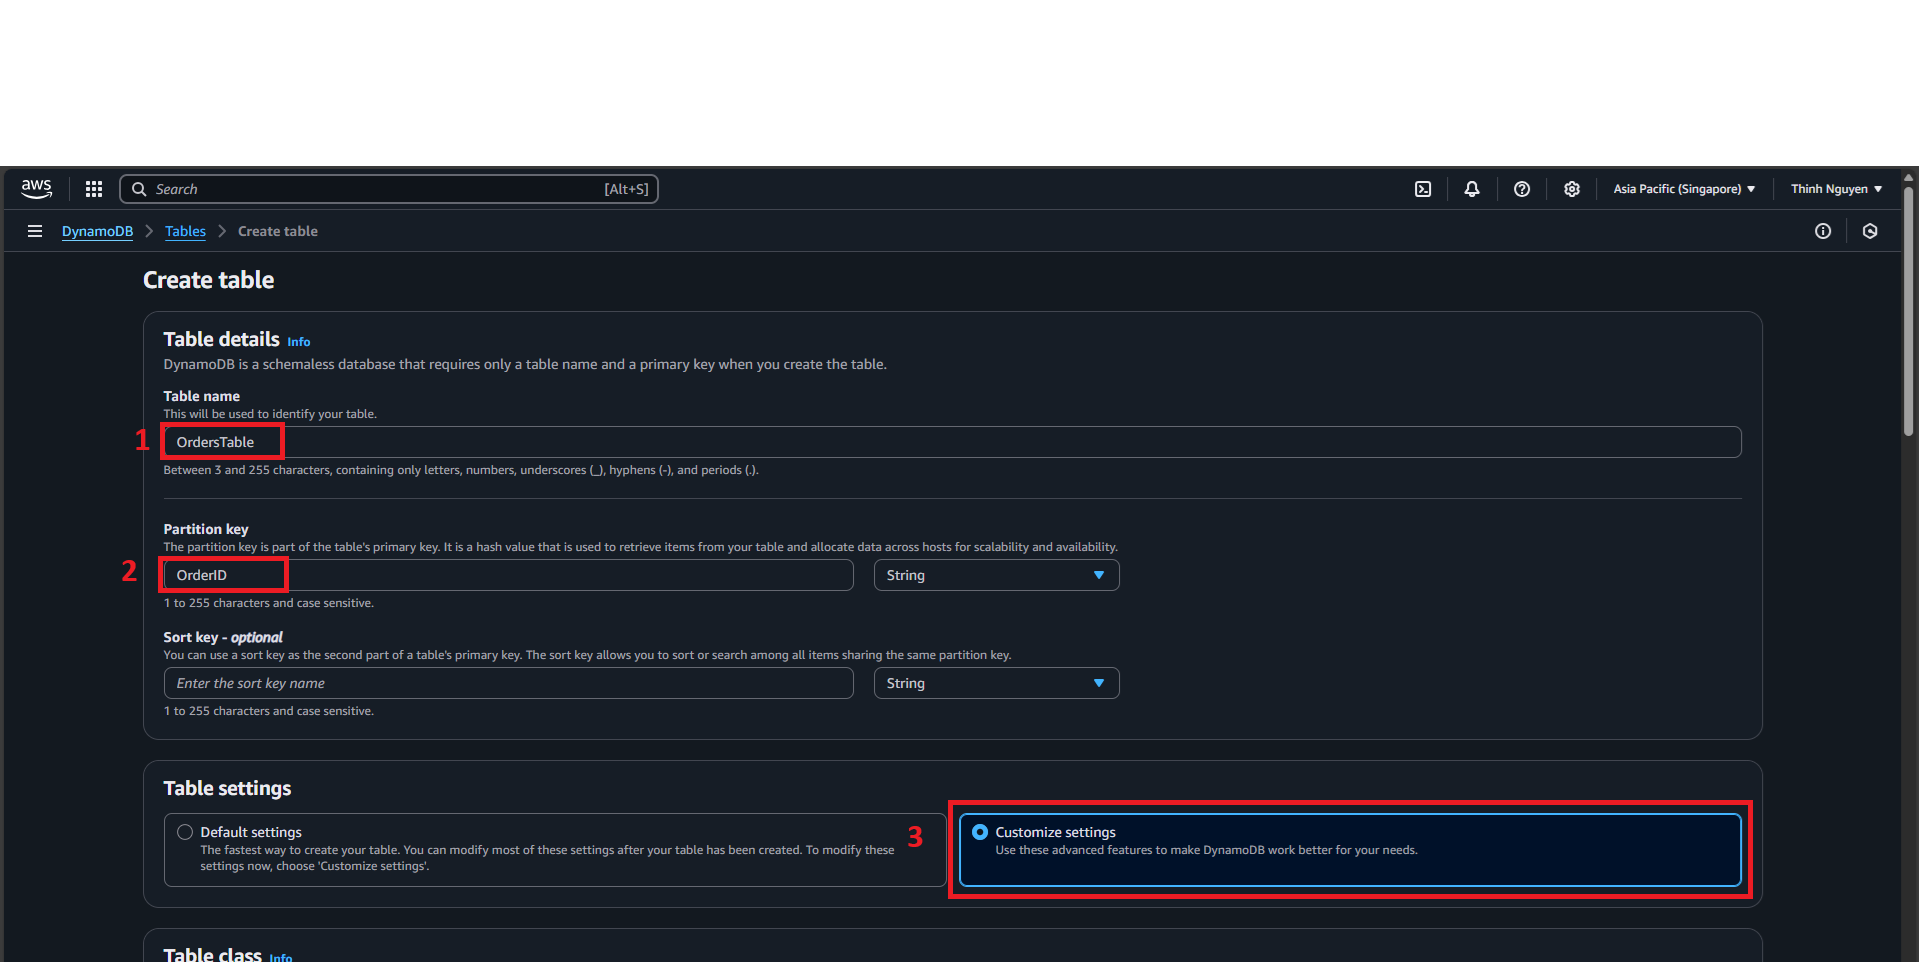 aws
Search [Alt+S]
Asia Pacific (Singapore)
Thinh Nguyen
DynamoDB > Tables > Create table
Create table
Table details Info
DynamoDB is a schemaless database that requires only a table name and a primary key when you create the table.
Table name
This will be used to identify your table.
1 OrdersTable
Between 3 and 255 characters, containing only letters, numbers, underscores (_), hyphens (-), and periods (.).
Partition key
The partition key is part of the table's primary key. It is a hash value that is used to retrieve items from your table and allocate data across hosts for scalability and availability.
2 OrderID String
1 to 255 characters and case sensitive.
Sort key - optional
You can use a sort key as the second part of a table's primary key. The sort key allows you to sort or search among all items sharing the same partition key.
Enter the sort key name String
1 to 255 characters and case sensitive.
Table settings
Default settings
The fastest way to create your table. You can modify most of these settings after your table has been created. To modify these
settings now, choose 'Customize settings'.
3
Customize settings
Use these advanced features to make DynamoDB work better for your needs.
Table class Info